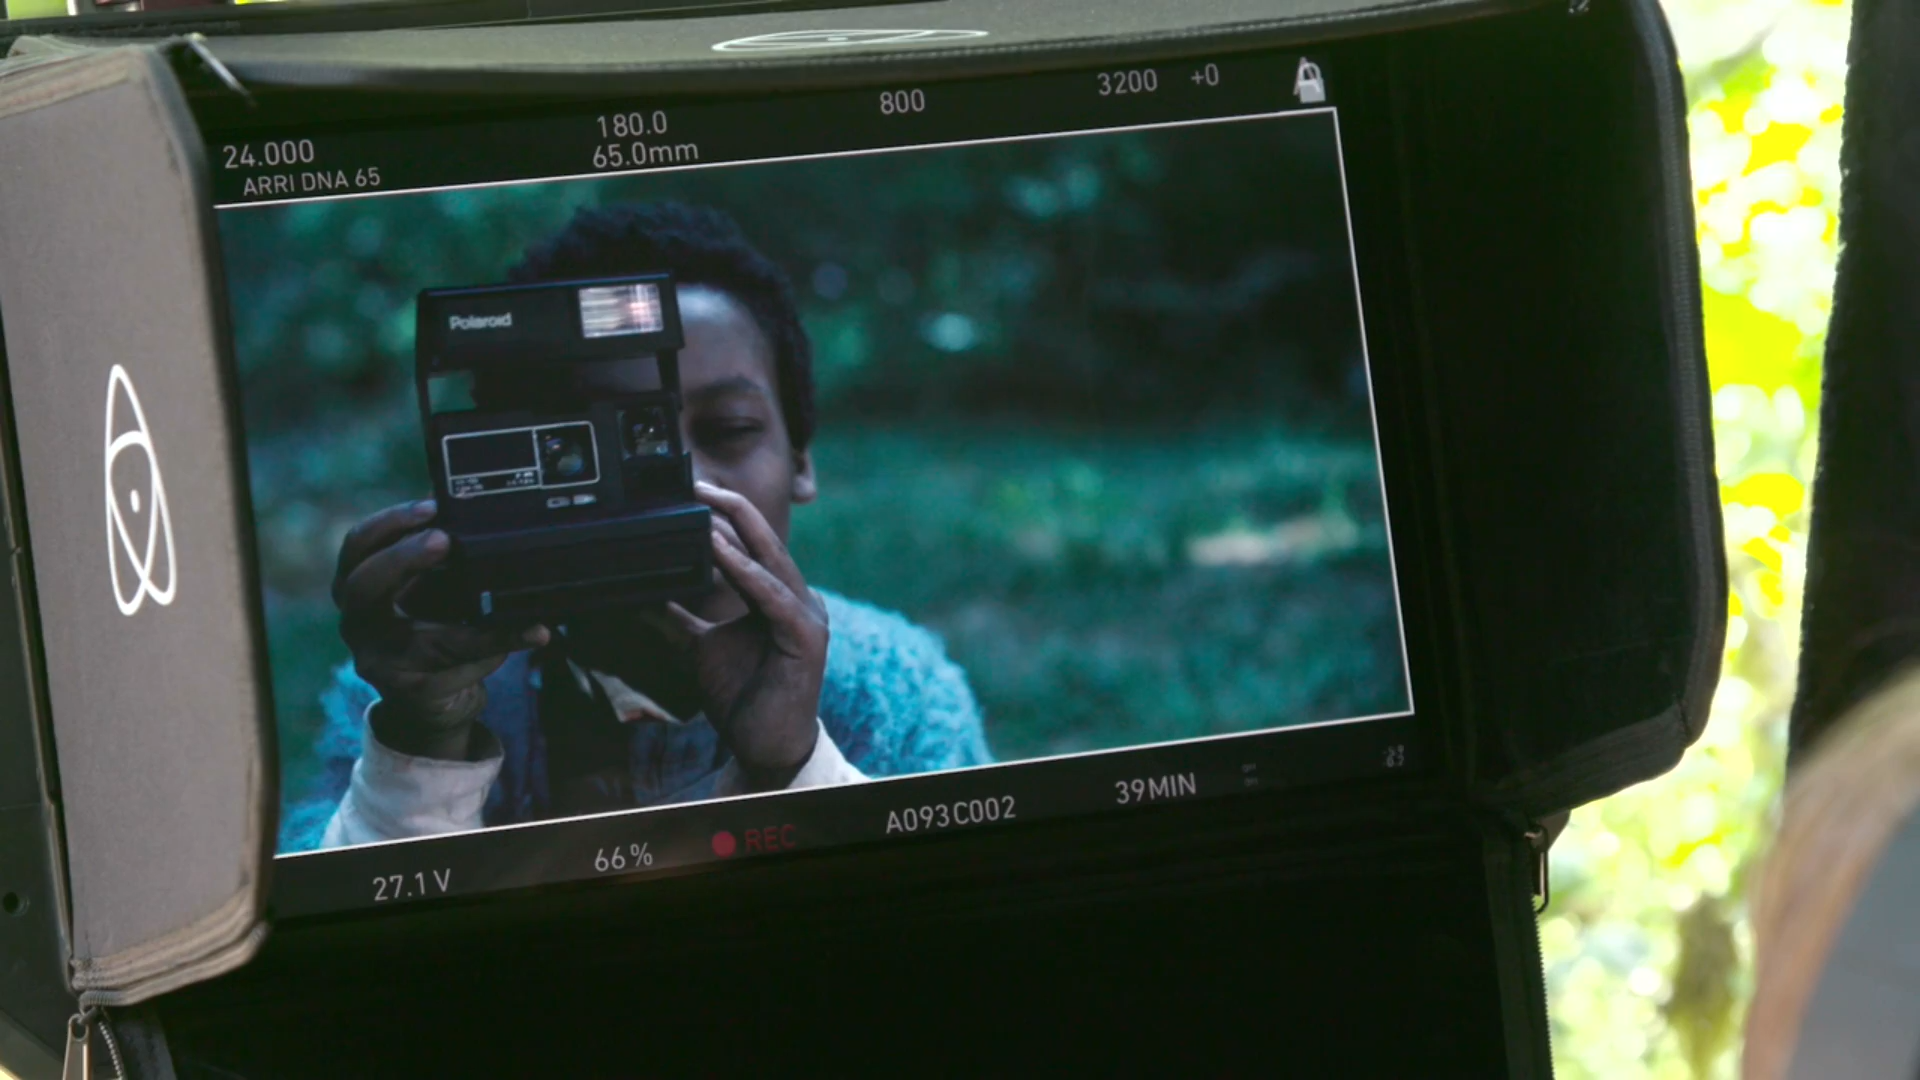 24.000
180.0
800
3200 +0
ARRI DNA 65
65.0mm
Polaroid
27.1 V
66%
REC
A093C002
39MIN